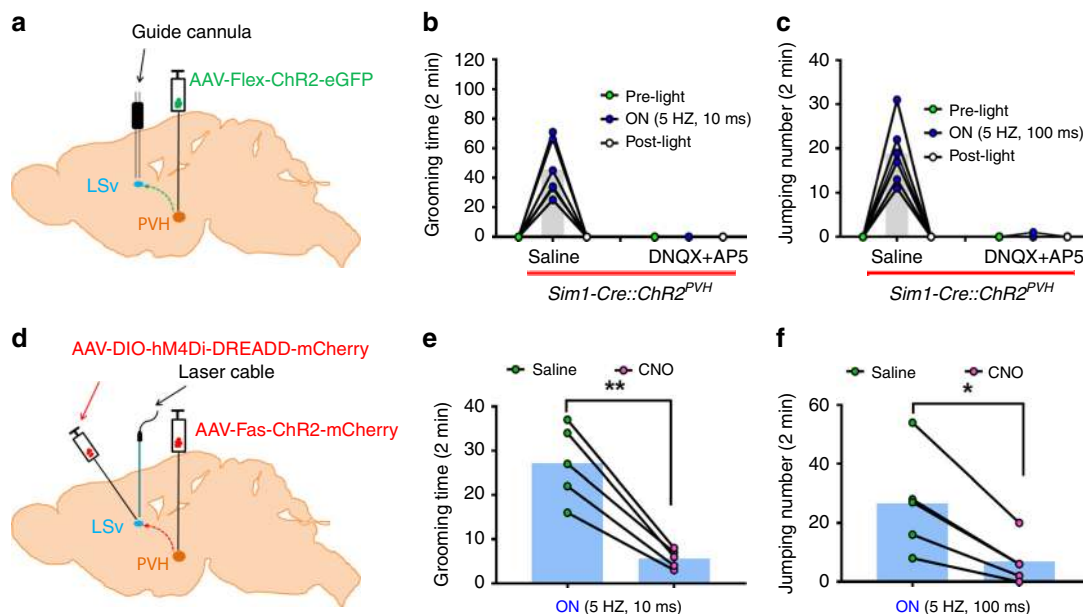 a
Guide cannula
AAV-Flex-ChR2-eGFP
LSv
PVH
b
Grooming time (2 min)
120
100
80
60
40
20
0
Pre-light
ON (5 HZ, 10 ms)
Post-light
Saline
DNQX+AP5
Sim1-Cre::ChR2PVH
c
Jumping number (2 min)
40
30
20
10
0
Pre-light
ON (5 HZ, 100 ms)
Post-light
Saline
DNQX+AP5
Sim1-Cre::ChR2PVH
d
AAV-DIO-hM4Di-DREADD-mCherry
Laser cable
AAV-Fas-ChR2-mCherry
LSv
PVH
e
Saline
CNO
**
Grooming time (2 min)
40
30
20
10
0
ON (5 HZ, 10 ms)
f
Saline
CNO
*
Jumping number (2 min)
60
40
20
0
ON (5 HZ, 100 ms)